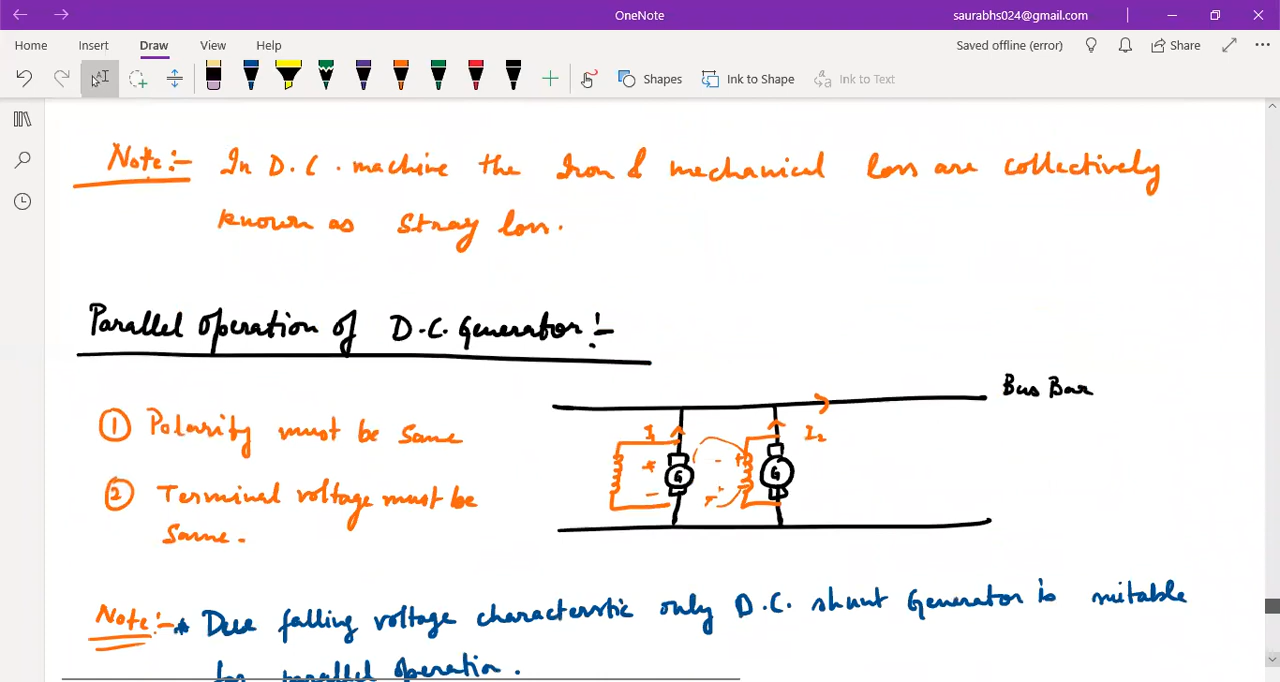 OneNote
saurabhs024@gmail.com
Home Insert Draw View Help
Saved offline (error)
Share
Shapes
Ink to Shape
Ink to Text
Note:- In D.C. machine the Iron & mechanical loss are collectively
known as Stray loss.
Parallel operation of D.C. Generator:-
Bus Bar
① Polarity must be same
② Terminal voltage must be
same.
I₁
I₂
+ - +
- +
G G
Note:- * Due falling voltage characterstic only D.C. shunt Generator is suitable
for parallel operation.